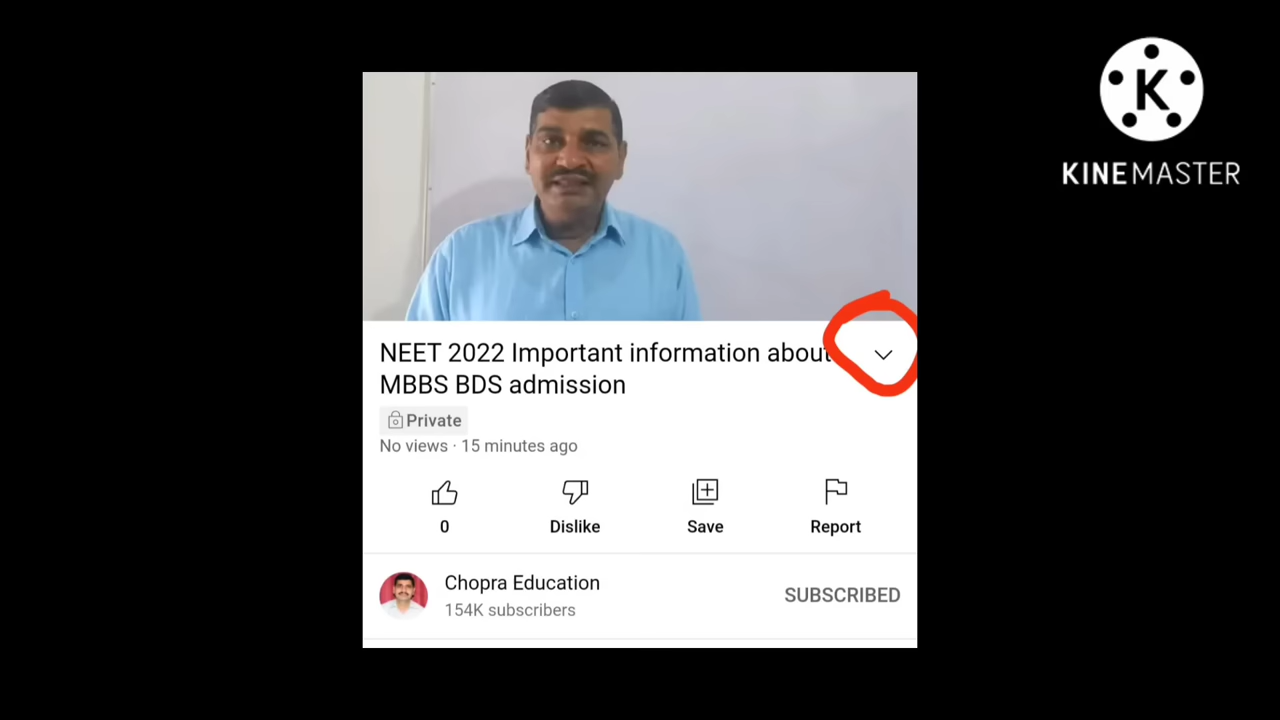 K
KINEMASTER
NEET 2022 Important information about
MBBS BDS admission
Private
No views · 15 minutes ago
0 Dislike Save Report
Chopra Education
154K subscribers
SUBSCRIBED